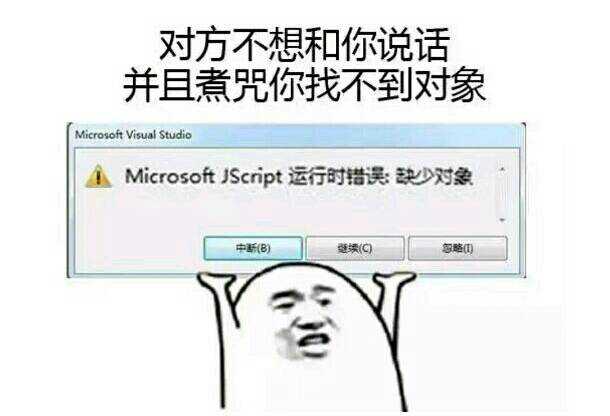 对方不想和你说话
并且煮咒你找不到对象
Microsoft Visual Studio
Microsoft JScript 运行时错误: 缺少对象
中断(B)
继续(C)
忽略(I)